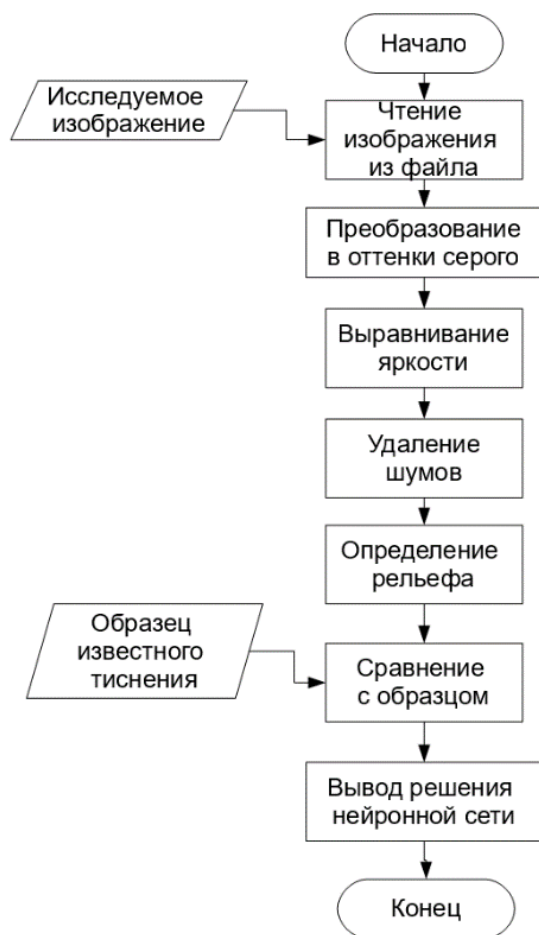 Начало
Исследуемое
изображение
Чтение
изображения
из файла
Преобразование
в оттенки серого
Выравнивание
яркости
Удаление
шумов
Определение
рельефа
Образец
известного
тиснения
Сравнение
с образцом
Вывод решения
нейронной сети
Конец